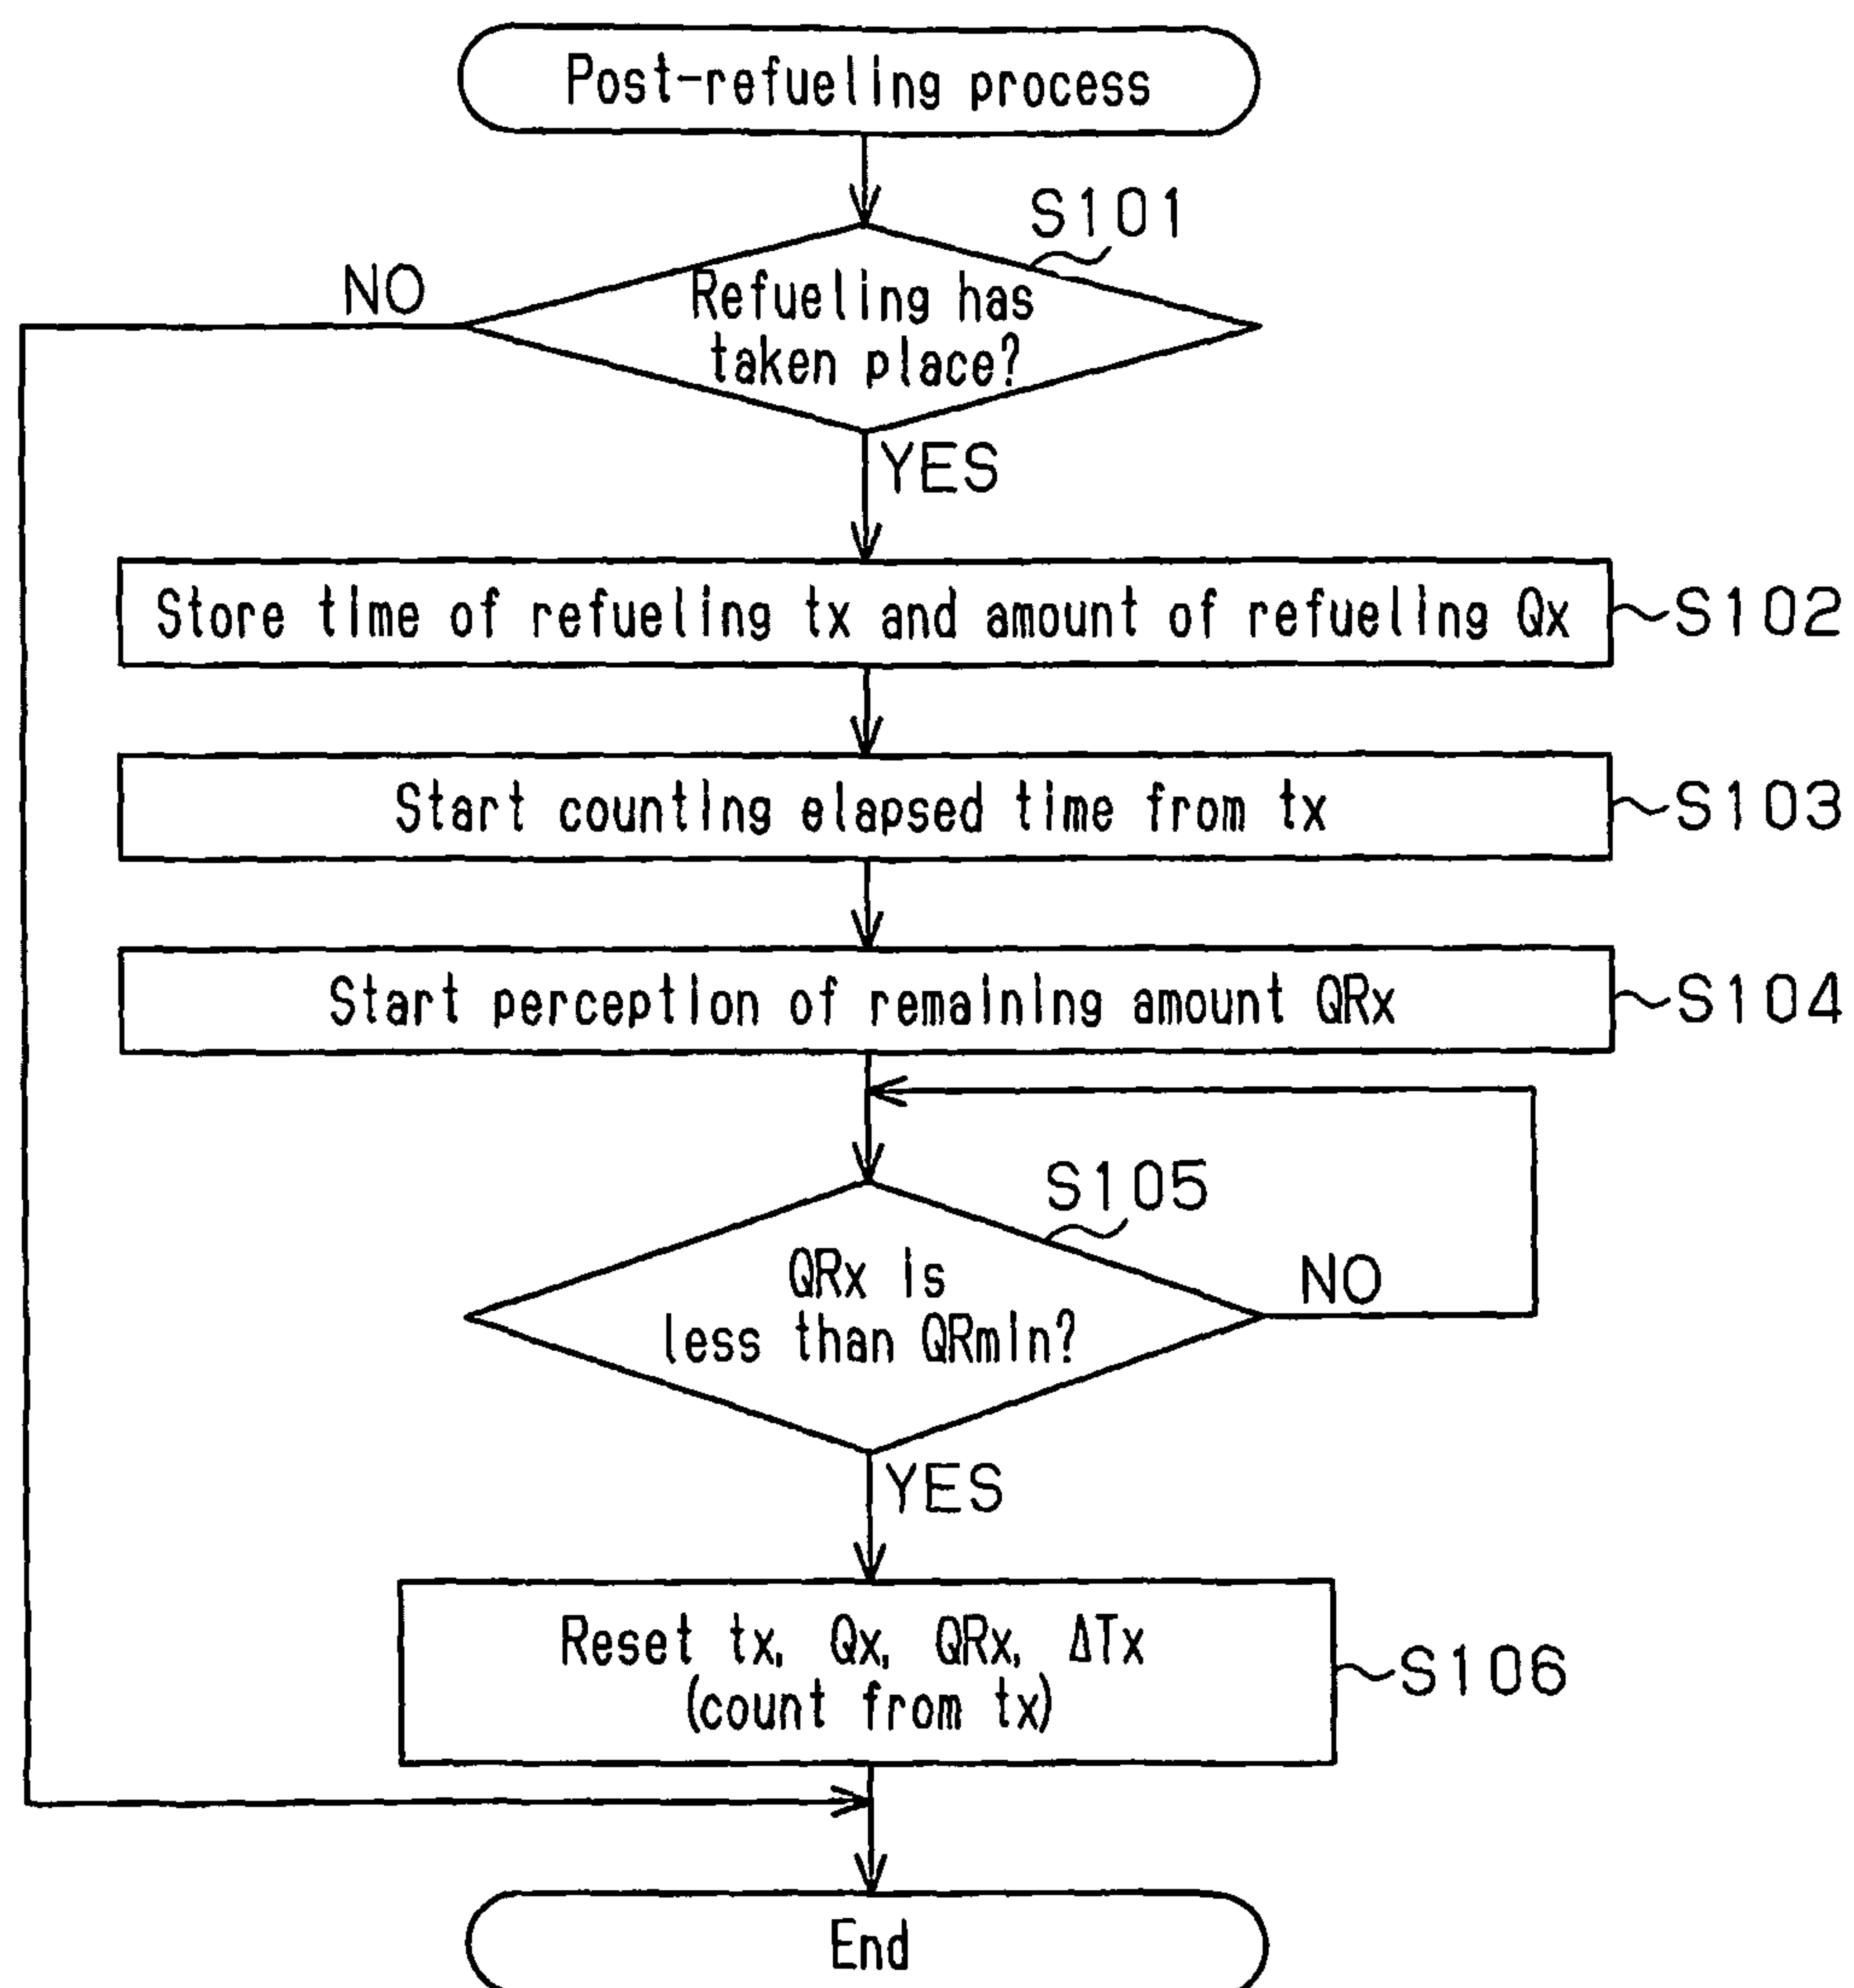 Post-refueling process
S101
NO
Refueling has
taken place?
YES
Store time of refueling tx and amount of refueling Qx
S102
Start counting elapsed time from tx
S103
Start perception of remaining amount QRx
S104
S105
QRx is
less than QRmin?
NO
YES
Reset tx, Qx, QRx, ΔTx
(count from tx)
S106
End